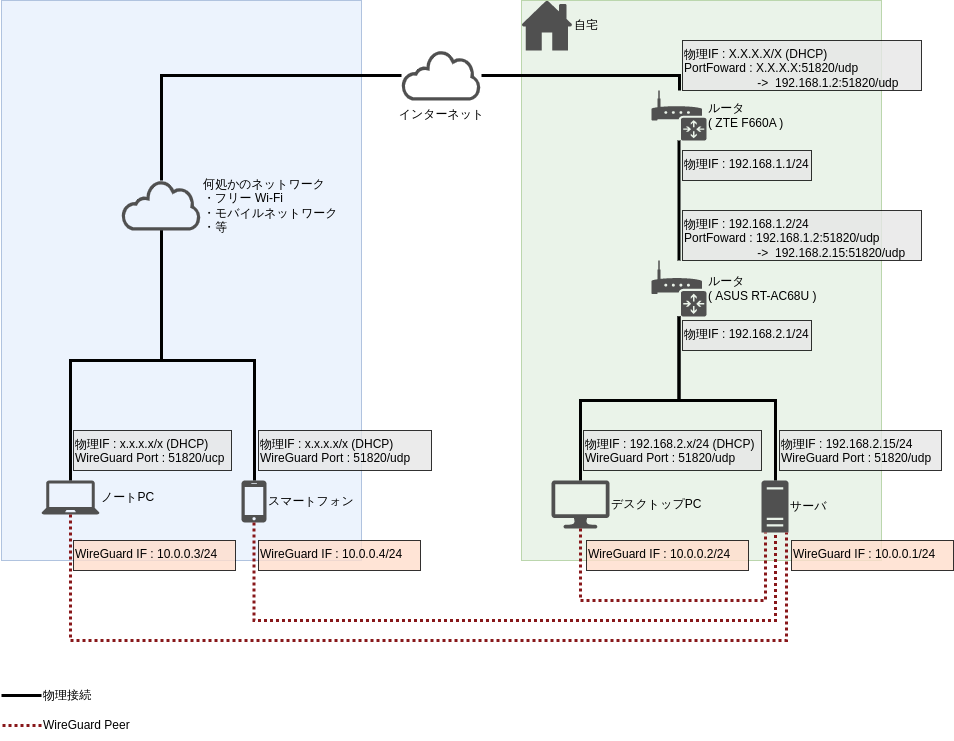 自宅
物理IF : X.X.X.X/X (DHCP)
PortFoward : X.X.X.X:51820/udp
-> 192.168.1.2:51820/udp
インターネット
ルータ
( ZTE F660A )
物理IF : 192.168.1.1/24
何処かのネットワーク
・フリー Wi-Fi
・モバイルネットワーク
・等
物理IF : 192.168.1.2/24
PortFoward : 192.168.1.2:51820/udp
-> 192.168.2.15:51820/udp
ルータ
( ASUS RT-AC68U )
物理IF : 192.168.2.1/24
物理IF : x.x.x.x/x (DHCP)
WireGuard Port : 51820/ucp
物理IF : x.x.x.x/x (DHCP)
WireGuard Port : 51820/udp
物理IF : 192.168.2.x/24 (DHCP)
WireGuard Port : 51820/udp
物理IF : 192.168.2.15/24
WireGuard Port : 51820/udp
ノートPC
スマートフォン
デスクトップPC
サーバ
WireGuard IF : 10.0.0.3/24
WireGuard IF : 10.0.0.4/24
WireGuard IF : 10.0.0.2/24
WireGuard IF : 10.0.0.1/24
物理接続
WireGuard Peer